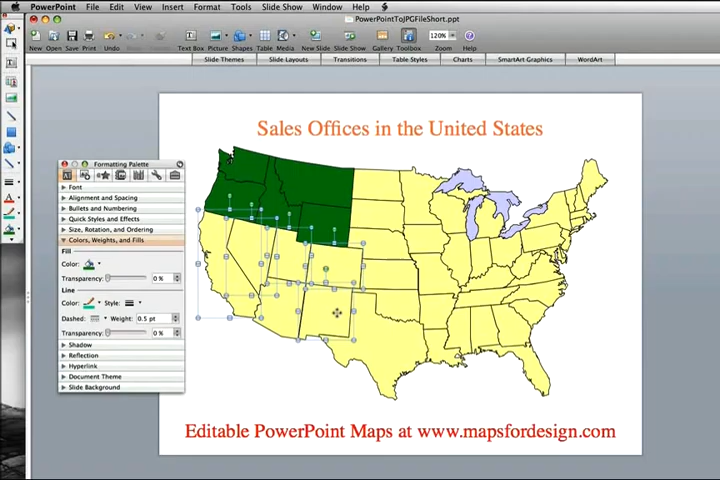 PowerPoint File Edit View Insert Format Tools Slide Show Window Help
PowerPointToJPGFileShort.ppt
120%
New Open Save Print Undo Redo Text Box Picture Shapes Table Media New Slide Slide Show Gallery Toolbox Zoom Help
Slide Themes Slide Layouts Transitions Table Styles Charts SmartArt Graphics WordArt
Sales Offices in the United States
Formatting Palette
Font
Alignment and Spacing
Bullets and Numbering
Quick Styles and Effects
Size, Rotation, and Ordering
Colors, Weights, and Fills
Fill
Color:
Transparency: 0 %
Line
Color: Style:
Dashed: Weight: 0.5 pt
Transparency: 0 %
Shadow
Reflection
Hyperlink
Document Theme
Slide Background
Editable PowerPoint Maps at www.mapsfordesign.com